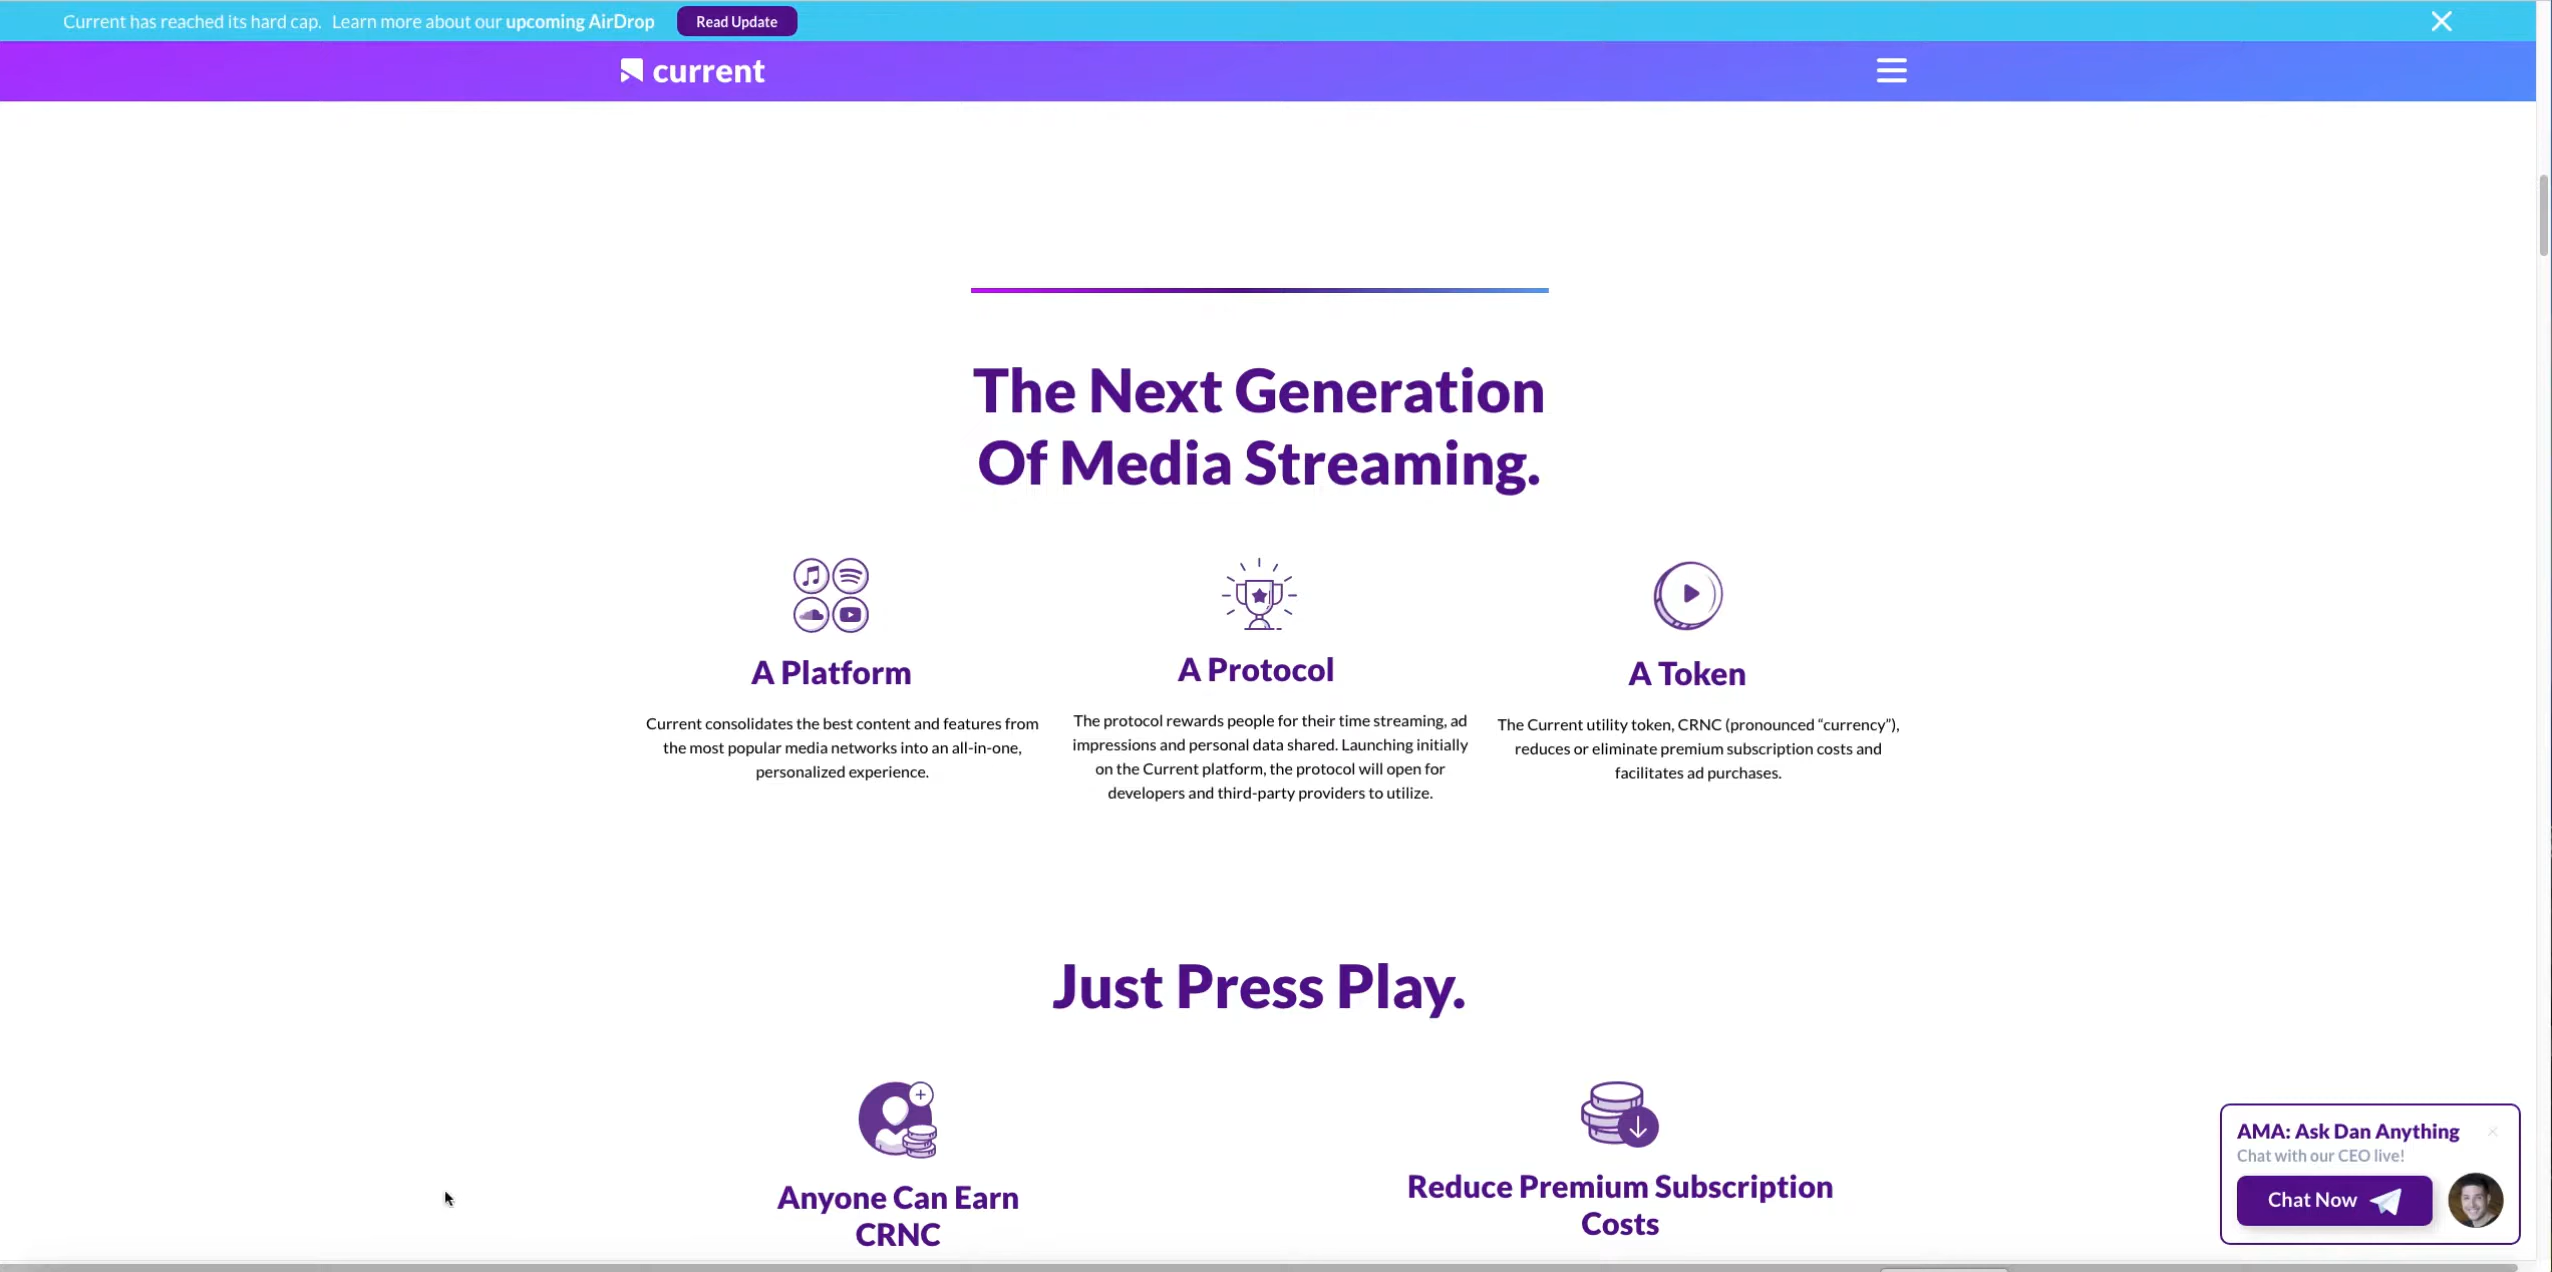 Current has reached its hard cap. Learn more about our upcoming AirDrop Read Update
current
The Next Generation
Of Media Streaming.
A Platform
Current consolidates the best content and features from
the most popular media networks into an all-in-one,
personalized experience.
A Protocol
The protocol rewards people for their time streaming, ad
impressions and personal data shared. Launching initially
on the Current platform, the protocol will open for
developers and third-party providers to utilize.
A Token
The Current utility token, CRNC (pronounced “currency”),
reduces or eliminate premium subscription costs and
facilitates ad purchases.
Just Press Play.
Anyone Can Earn
CRNC
Reduce Premium Subscription
Costs
AMA: Ask Dan Anything
Chat with our CEO live!
Chat Now